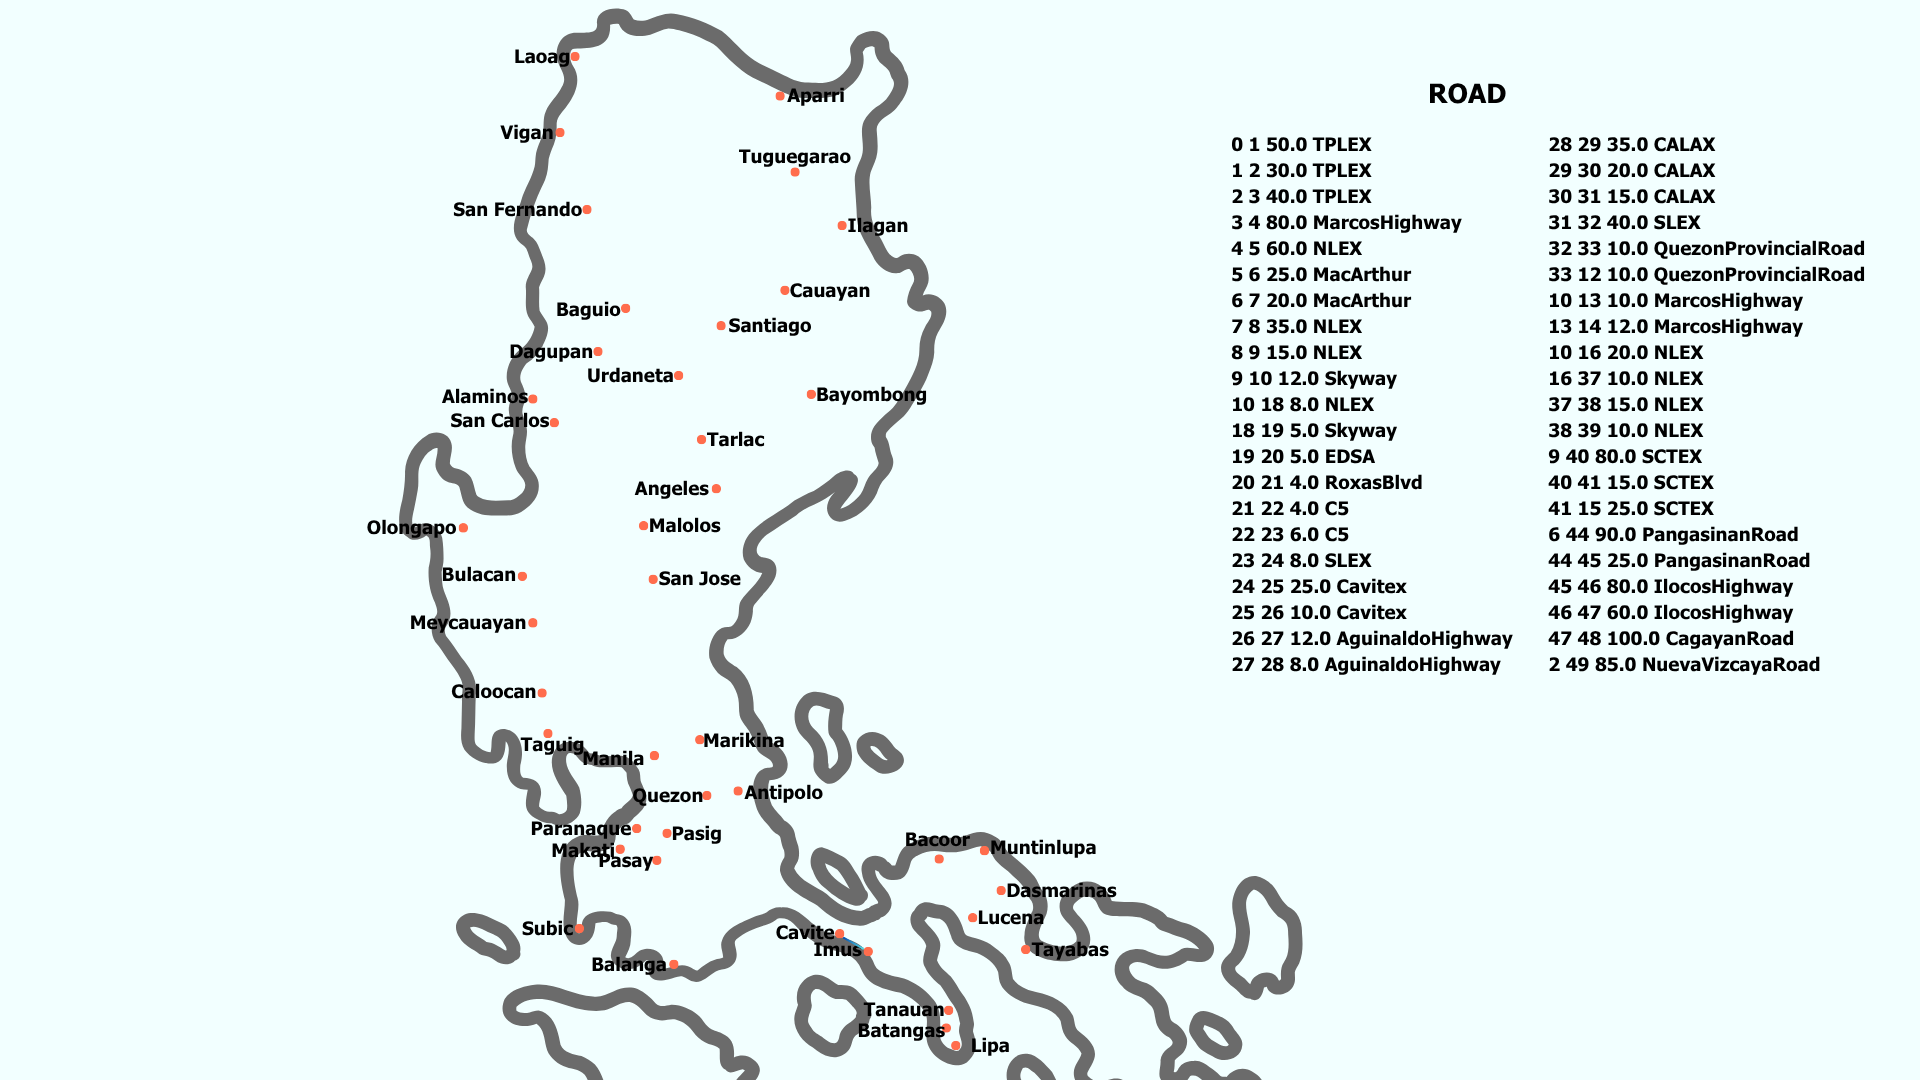 Laoag
Aparri
Vigan
Tuguegarao
San Fernando
Ilagan
Cauayan
Baguio
Santiago
Dagupan
Urdaneta
Alaminos
Bayombong
San Carlos
Tarlac
Angeles
Olongapo
Malolos
Bulacan
San Jose
Meycauayan
Caloocan
Taguig
Marikina
Manila
Quezon
Antipolo
Paranaque
Pasig
Makati
Pasay
Bacoor
Muntinlupa
Dasmarinas
Lucena
Subic
Cavite
Imus
Tayabas
Balanga
Tanauan
Batangas
Lipa
ROAD
0 1 50.0 TPLEX
1 2 30.0 TPLEX
2 3 40.0 TPLEX
3 4 80.0 MarcosHighway
4 5 60.0 NLEX
5 6 25.0 MacArthur
6 7 20.0 MacArthur
7 8 35.0 NLEX
8 9 15.0 NLEX
9 10 12.0 Skyway
10 18 8.0 NLEX
18 19 5.0 Skyway
19 20 5.0 EDSA
20 21 4.0 RoxasBlvd
21 22 4.0 C5
22 23 6.0 C5
23 24 8.0 SLEX
24 25 25.0 Cavitex
25 26 10.0 Cavitex
26 27 12.0 AguinaldoHighway
27 28 8.0 AguinaldoHighway
28 29 35.0 CALAX
29 30 20.0 CALAX
30 31 15.0 CALAX
31 32 40.0 SLEX
32 33 10.0 QuezonProvincialRoad
33 12 10.0 QuezonProvincialRoad
10 13 10.0 MarcosHighway
13 14 12.0 MarcosHighway
10 16 20.0 NLEX
16 37 10.0 NLEX
37 38 15.0 NLEX
38 39 10.0 NLEX
9 40 80.0 SCTEX
40 41 15.0 SCTEX
41 15 25.0 SCTEX
6 44 90.0 PangasinanRoad
44 45 25.0 PangasinanRoad
45 46 80.0 IlocosHighway
46 47 60.0 IlocosHighway
47 48 100.0 CagayanRoad
2 49 85.0 NuevaVizcayaRoad